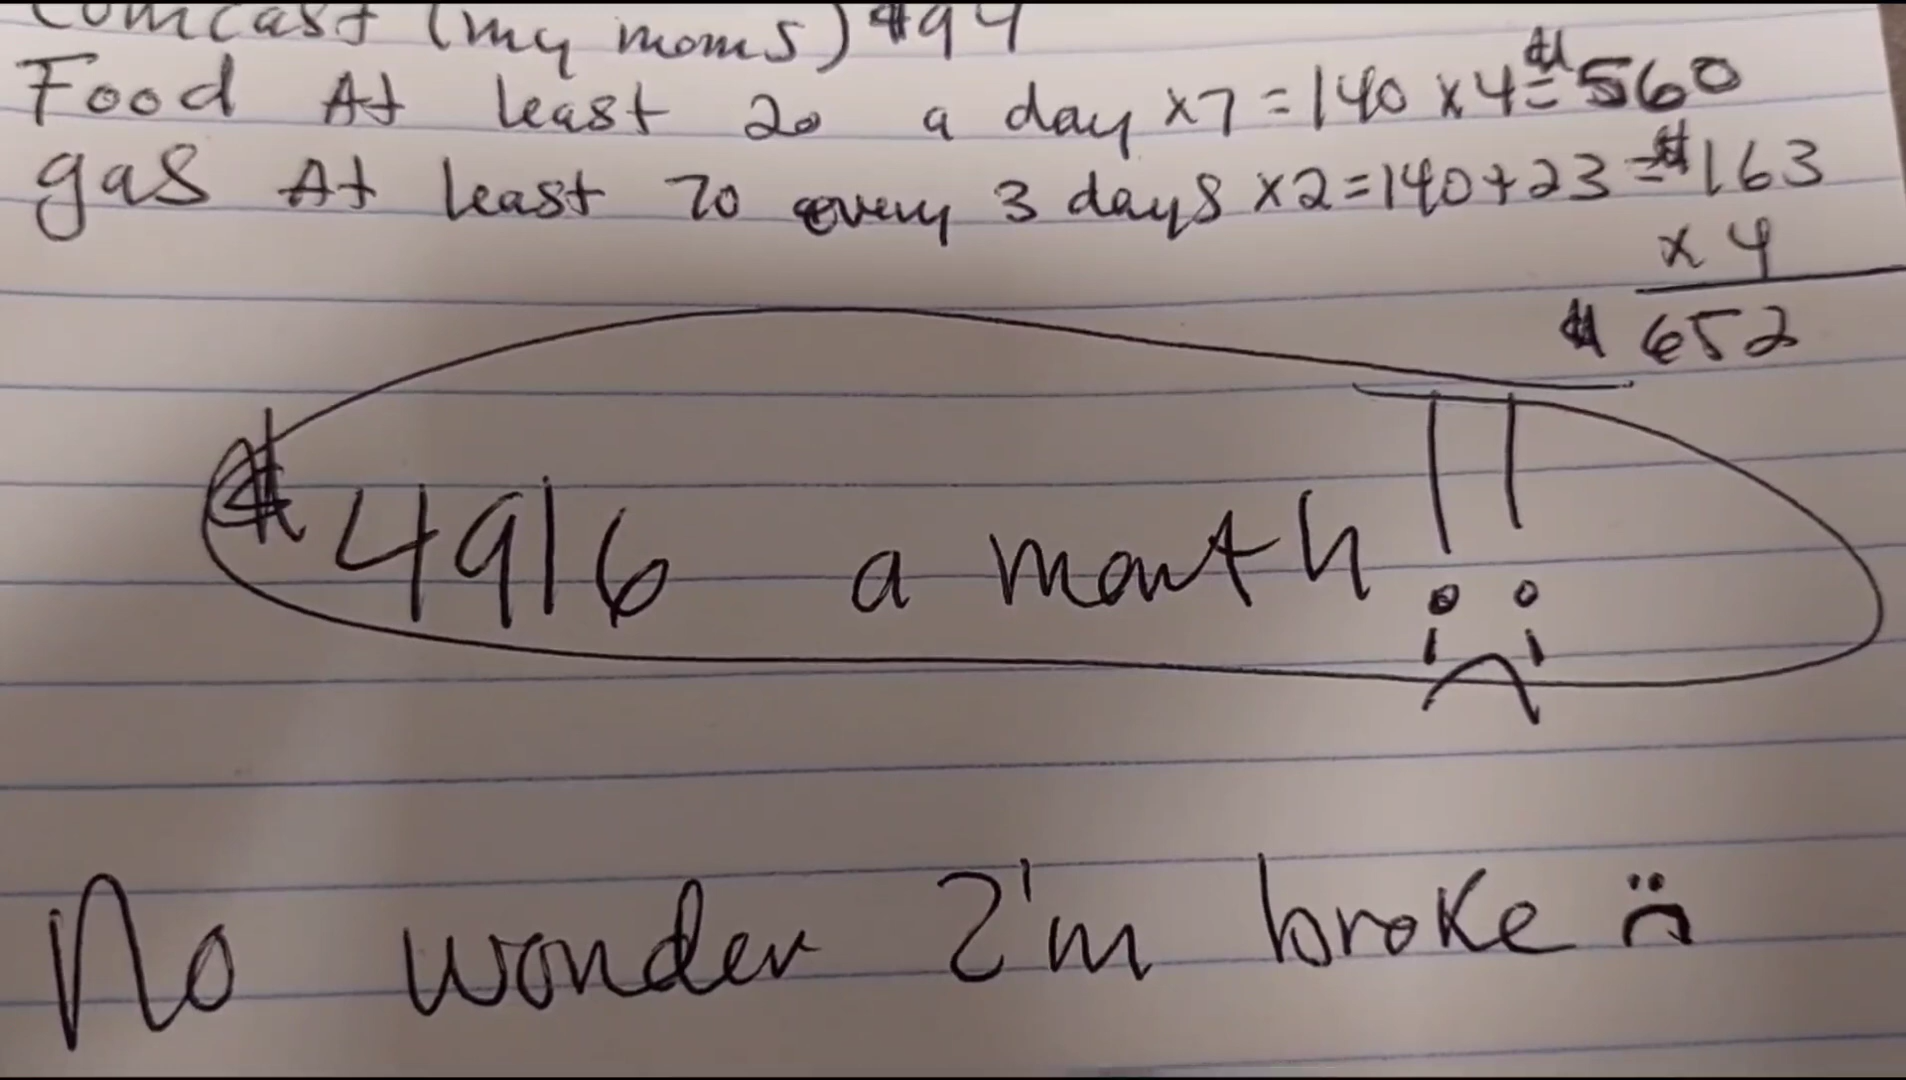 Comcast (my moms) $94
Food At least 20 a day x7 = 140 x4 = $560
gas At least 70 every 3 days x2 = 140 + 23 = $163
x 4
$ 652
$4916 a month!!
No wonder I'm broke :(